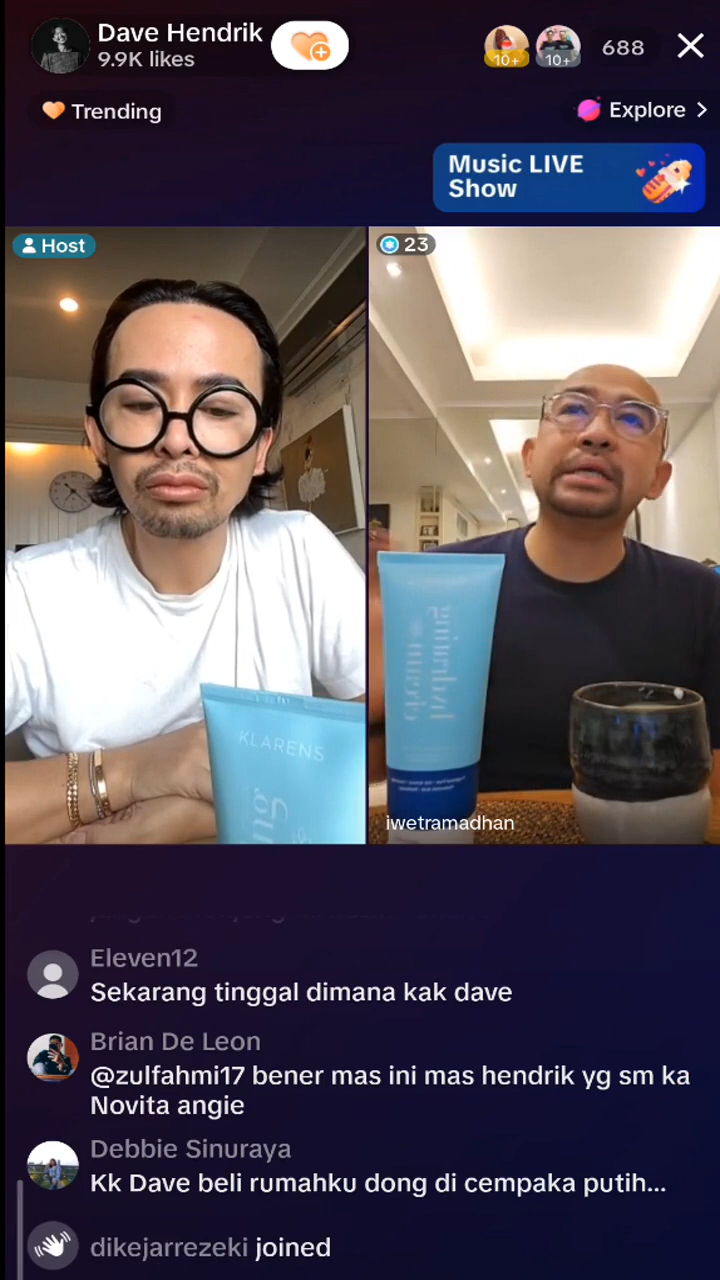 Dave Hendrik
9.9K likes
10+
10+
688
Trending
Explore >
Music LIVE
Show
Host
23
KLARENS
iwetramadhan
Eleven12
Sekarang tinggal dimana kak dave
Brian De Leon
@zulfahmi17 bener mas ini mas hendrik yg sm ka
Novita angie
Debbie Sinuraya
Kk Dave beli rumahku dong di cempaka putih...
dikejarrezeki joined